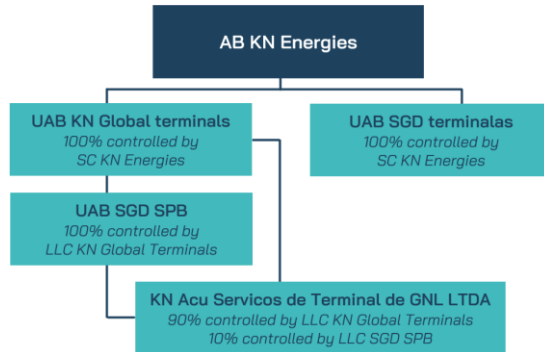 AB KN Energies
UAB KN Global terminals
100% controlled by
SC KN Energies
UAB SGD terminalas
100% controlled by
SC KN Energies
UAB SGD SPB
100% controlled by
LLC KN Global Terminals
KN Acu Servicos de Terminal de GNL LTDA
90% controlled by LLC KN Global Terminals
10% controlled by LLC SGD SPB